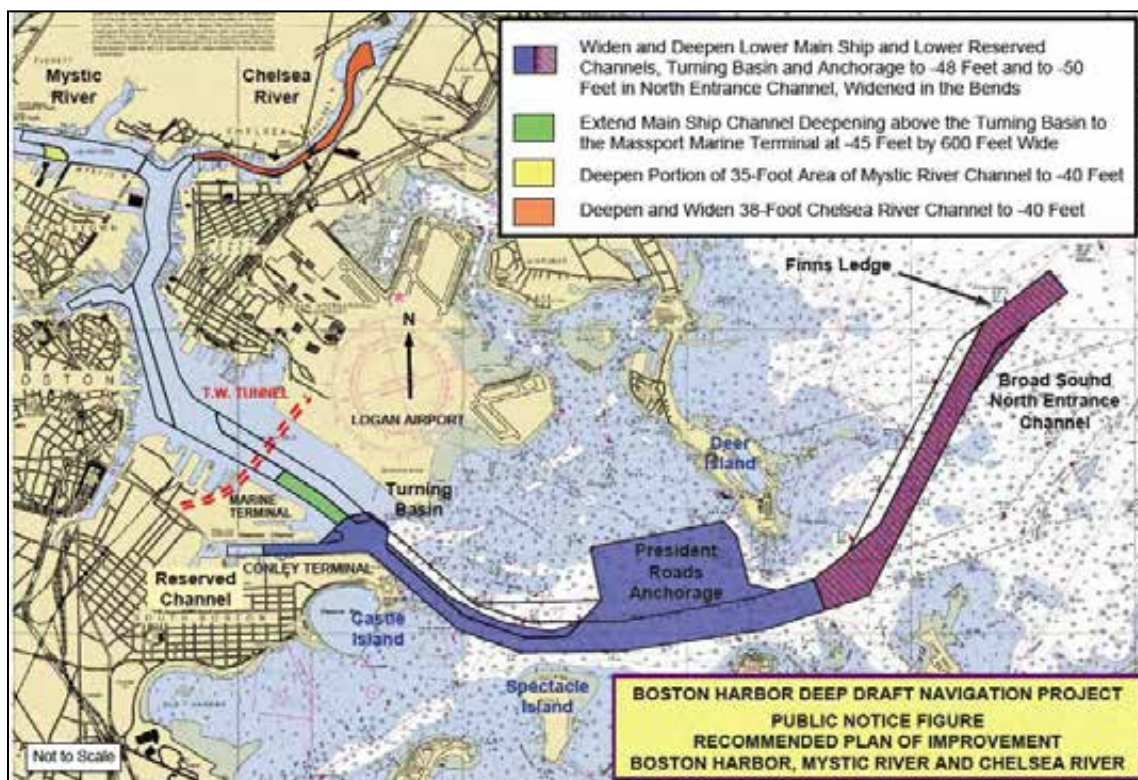 Widen and Deepen Lower Main Ship and Lower Reserved
Channels, Turning Basin and Anchorage to -48 Feet and to -50
Feet in North Entrance Channel, Widened in the Bends
Extend Main Ship Channel Deepening above the Turning Basin to
the Massport Marine Terminal at -45 Feet by 600 Feet Wide
Deepen Portion of 35-Foot Area of Mystic River Channel to -40 Feet
Deepen and Widen 38-Foot Chelsea River Channel to -40 Feet
EVERETT
Mystic
River
Chelsea
River
CHELSEA
Finns Ledge
N
T.W. TUNNEL
LOGAN AIRPORT
Broad Sound
North Entrance
Channel
Deer
Island
Turning
Basin
MARINE
TERMINAL
President
Roads
Anchorage
CONLEY TERMINAL
Reserved
Channel
SOUTH BOSTON
Castle
Island
Spectacle
Island
Not to Scale
BOSTON HARBOR DEEP DRAFT NAVIGATION PROJECT
PUBLIC NOTICE FIGURE
RECOMMENDED PLAN OF IMPROVEMENT
BOSTON HARBOR, MYSTIC RIVER AND CHELSEA RIVER